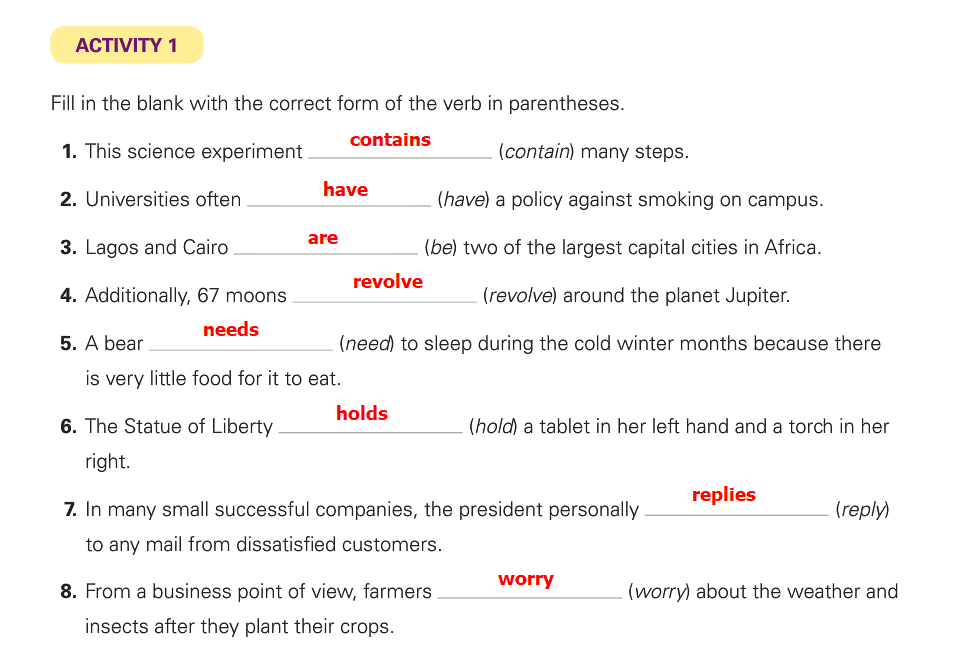 ACTIVITY 1
Fill in the blank with the correct form of the verb in parentheses.
1. This science experiment contains (contain) many steps.
2. Universities often have (have) a policy against smoking on campus.
3. Lagos and Cairo are (be) two of the largest capital cities in Africa.
4. Additionally, 67 moons revolve (revolve) around the planet Jupiter.
5. A bear needs (need) to sleep during the cold winter months because there
is very little food for it to eat.
6. The Statue of Liberty holds (hold) a tablet in her left hand and a torch in her
right.
7. In many small successful companies, the president personally replies (reply)
to any mail from dissatisfied customers.
8. From a business point of view, farmers worry (worry) about the weather and
insects after they plant their crops.